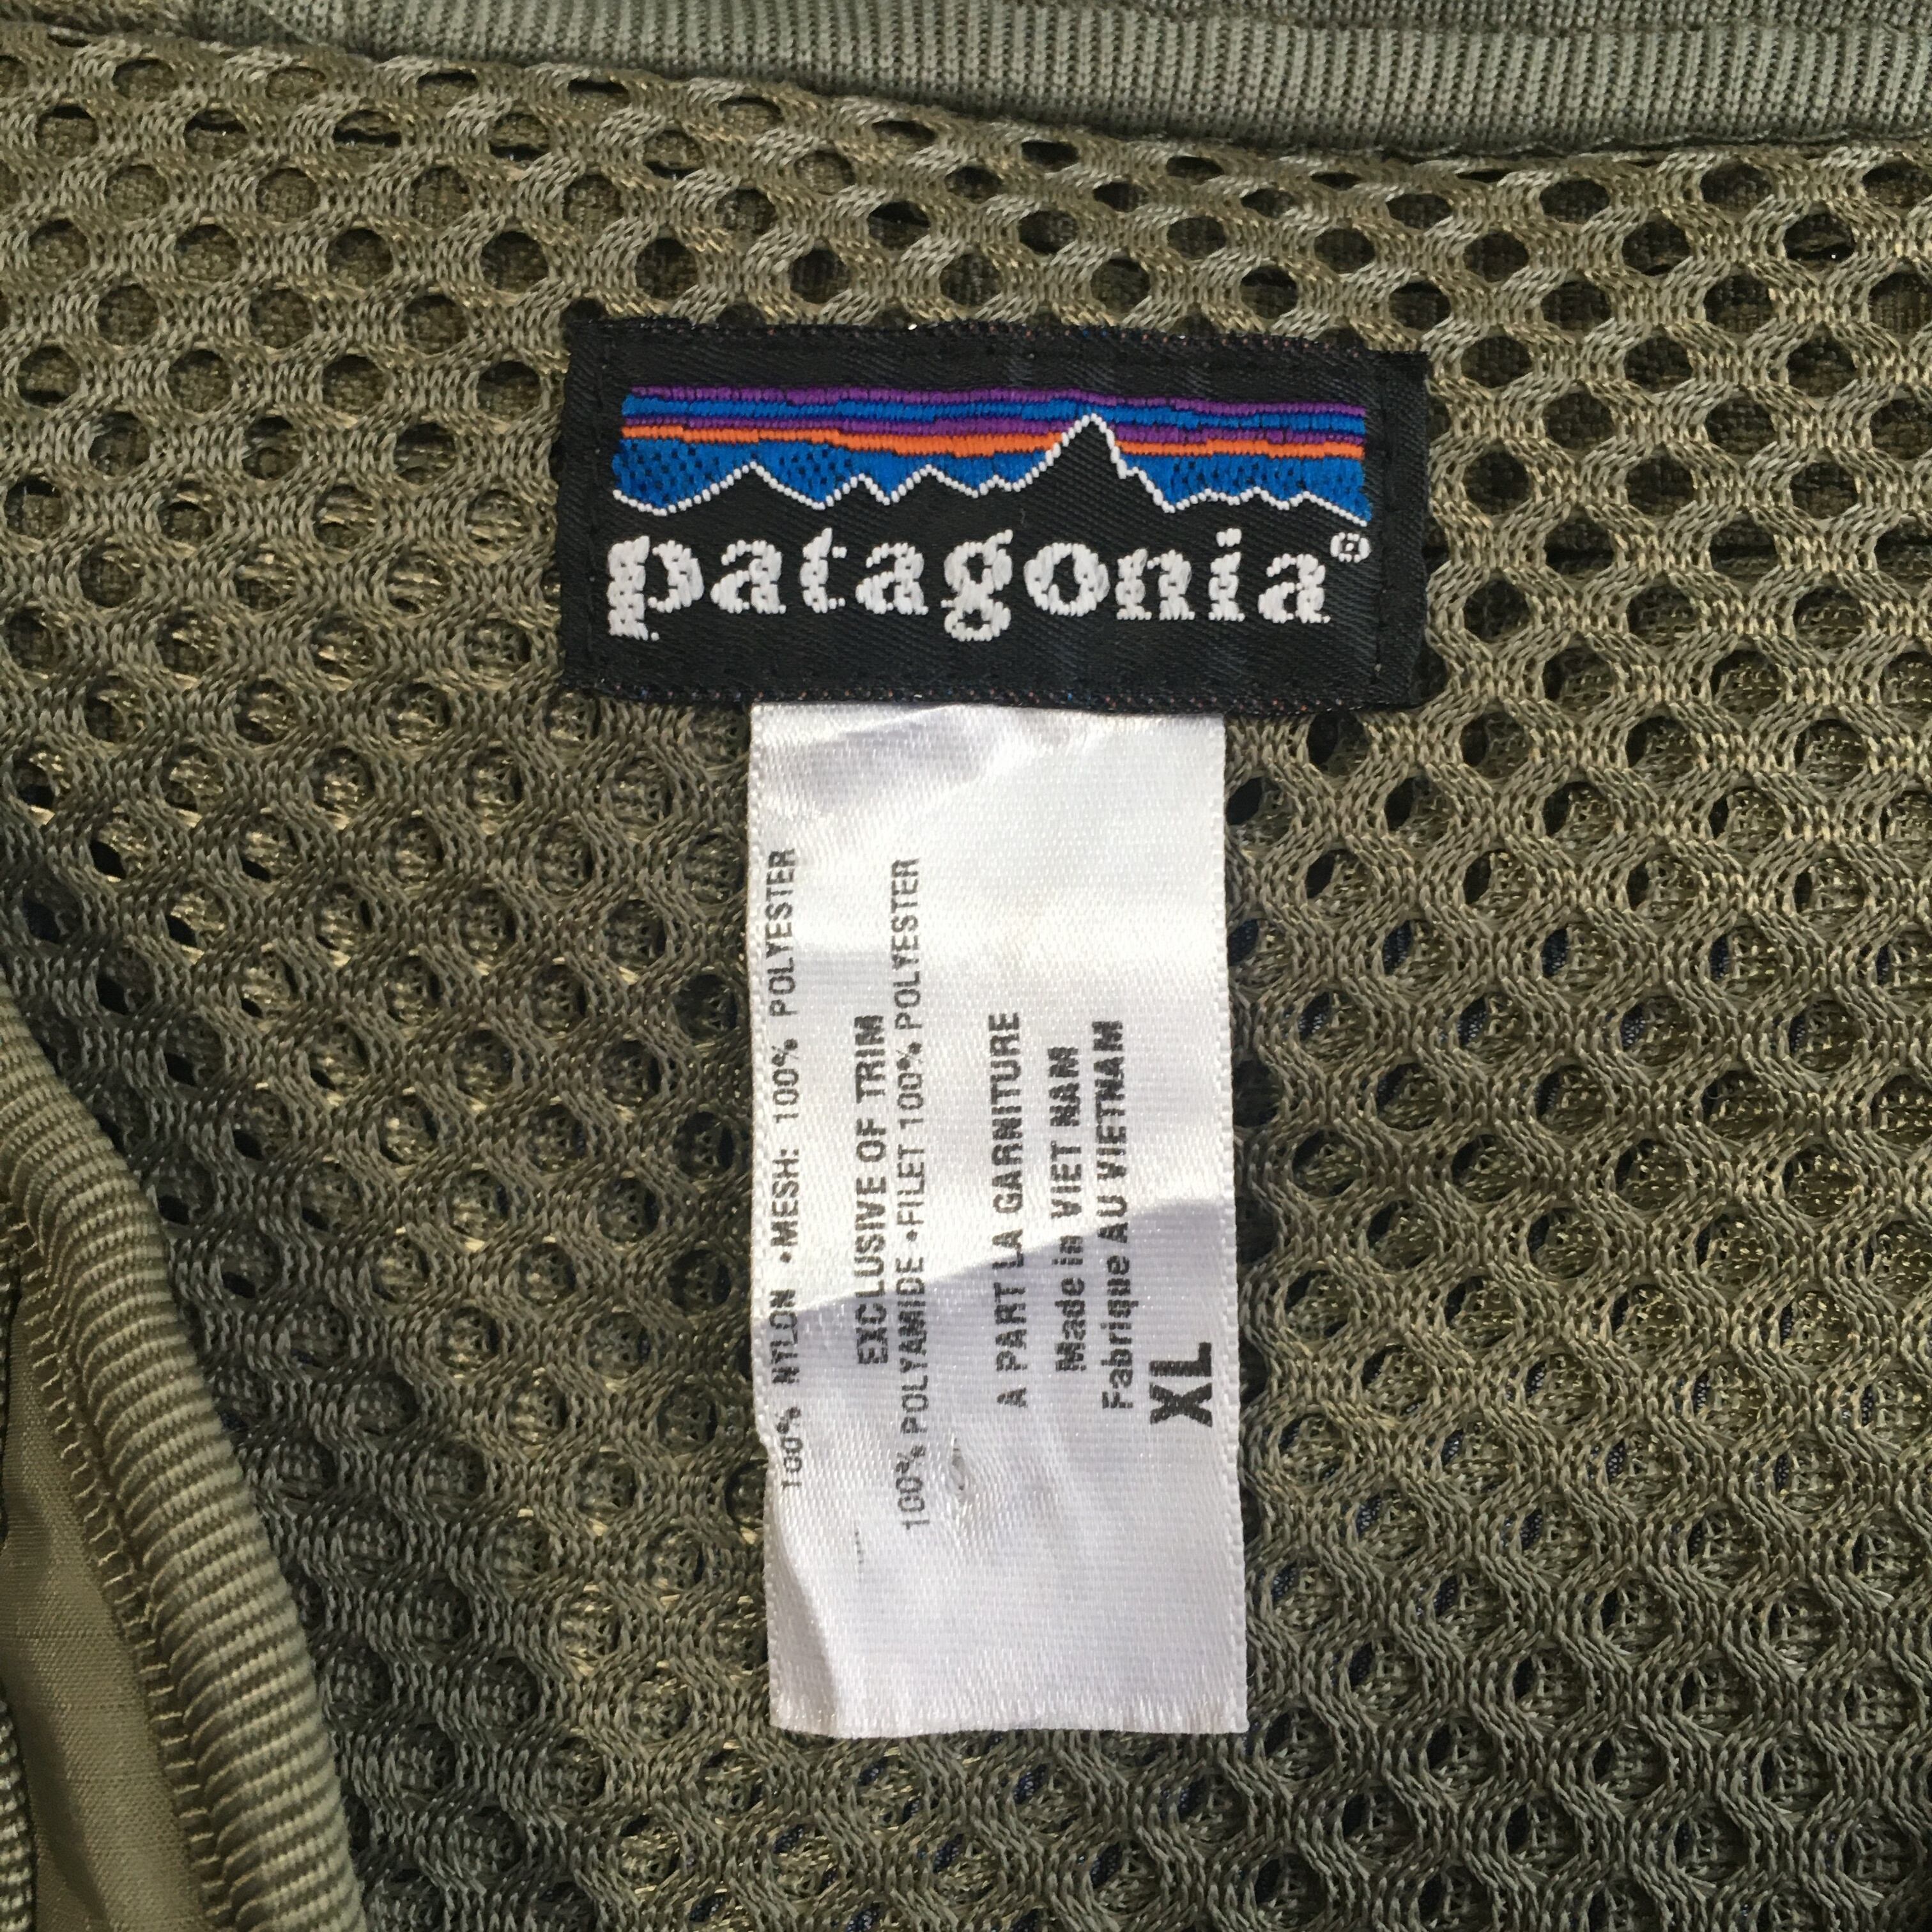 patagonia®
100% NYLON •MESH: 100% POLYESTER
EXCLUSIVE OF TRIM
100% POLYAMIDE •FILET 100% POLYESTER
A PART LA GARNITURE
Made in VIET NAM
Fabrique AU VIETNAM
XL